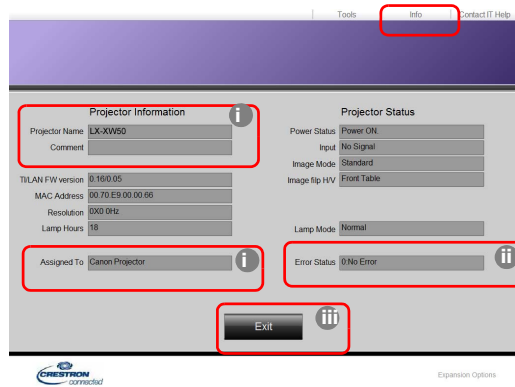 Tools Info Contact IT Help
Projector Information
i
Projector Name LX-XW50
Comment
TI/LAN FW version 0.16/0.05
MAC Address 00.70.E9.00.00.66
Resolution 0X0 0Hz
Lamp Hours 18
Assigned To Canon Projector
i
Projector Status
Power Status Power ON.
Input No Signal
Image Mode Standard
Image filp H/V Front Table
Lamp Mode Normal
Error Status 0:No Error
ii
Exit
iii
CRESTRON
connected
Expansion Options